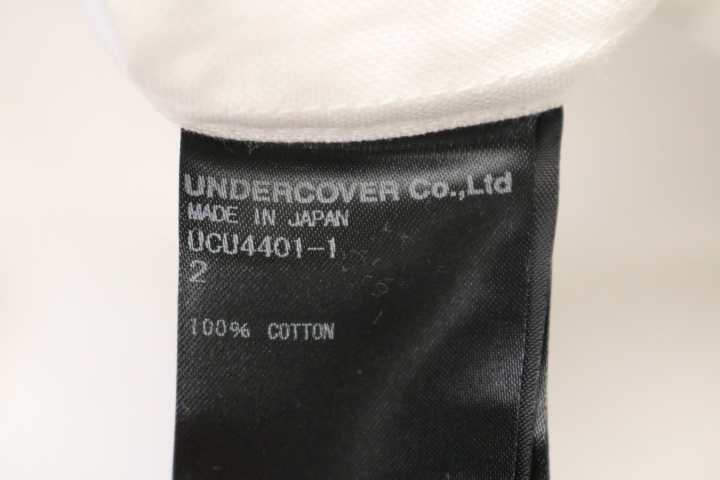 UNDERCOVER Co.,Ltd
MADE IN JAPAN
UCU4401-1
2
100% COTTON